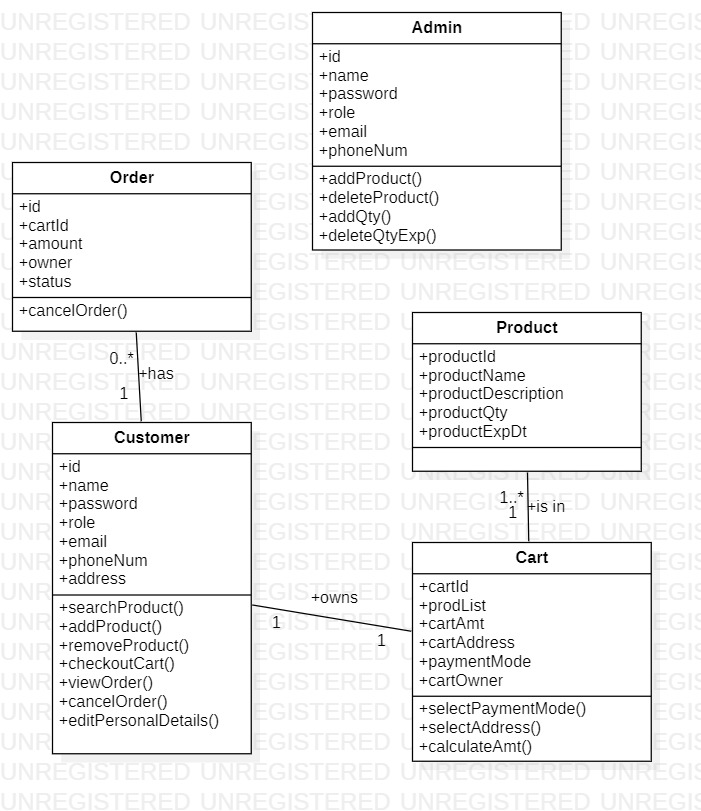 UNREGISTERED
Admin
+id
+name
+password
+role
+email
+phoneNum
+addProduct()
+deleteProduct()
+addQty()
+deleteQtyExp()
Order
+id
+cartId
+amount
+owner
+status
+cancelOrder()
0..*
+has
1
Product
+productId
+productName
+productDescription
+productQty
+productExpDt
1..*
+is in
1
Customer
+id
+name
+password
+role
+email
+phoneNum
+address
+searchProduct()
+addProduct()
+removeProduct()
+checkoutCart()
+viewOrder()
+cancelOrder()
+editPersonalDetails()
+owns
1
1
Cart
+cartId
+prodList
+cartAmt
+cartAddress
+paymentMode
+cartOwner
+selectPaymentMode()
+selectAddress()
+calculateAmt()